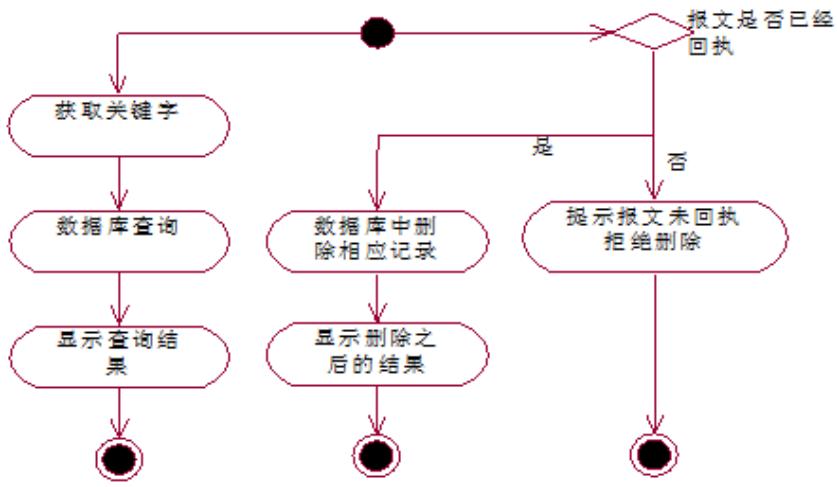 报文是否已经
回执
获取关键字
是
否
数据库查询
数据库中删
除相应记录
提示报文未回执
拒绝删除
显示查询结
果
显示删除之
后的结果